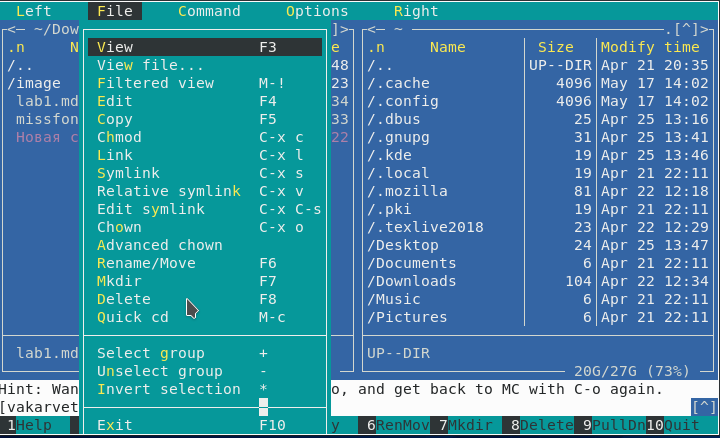 Left File Command Options Right
<— ~/Dow ]> <— ~ .[^]>
.n N View F3 e .n Name Size Modify time
/.. View file... 48 /.. UP--DIR Apr 21 20:35
/image Filtered view M-! 23 /.cache 4096 May 17 14:02
lab1.md Edit F4 34 /.config 4096 May 17 14:02
missfon Copy F5 33 /.dbus 25 Apr 25 13:16
Новая с Chmod C-x c 22 /.gnupg 31 Apr 25 13:41
Link C-x l /.kde 19 Apr 25 13:46
Symlink C-x s /.local 19 Apr 21 22:11
Relative symlink C-x v /.mozilla 81 Apr 22 12:18
Edit symlink C-x C-s /.pki 19 Apr 21 22:11
Chown C-x o /.texlive2018 23 Apr 22 12:29
Advanced chown /Desktop 24 Apr 25 13:47
Rename/Move F6 /Documents 6 Apr 21 22:11
Mkdir F7 /Downloads 104 Apr 22 12:34
Delete F8 /Music 6 Apr 21 22:11
Quick cd M-c /Pictures 6 Apr 21 22:11
lab1.md Select group + UP--DIR
Unselect group - 20G/27G (73%)
Hint: Wan Invert selection * o, and get back to MC with C-o again.
[vakarvet [^]
1Help Exit F10 y 6RenMov 7Mkdir 8Delete 9PullDn 10Quit